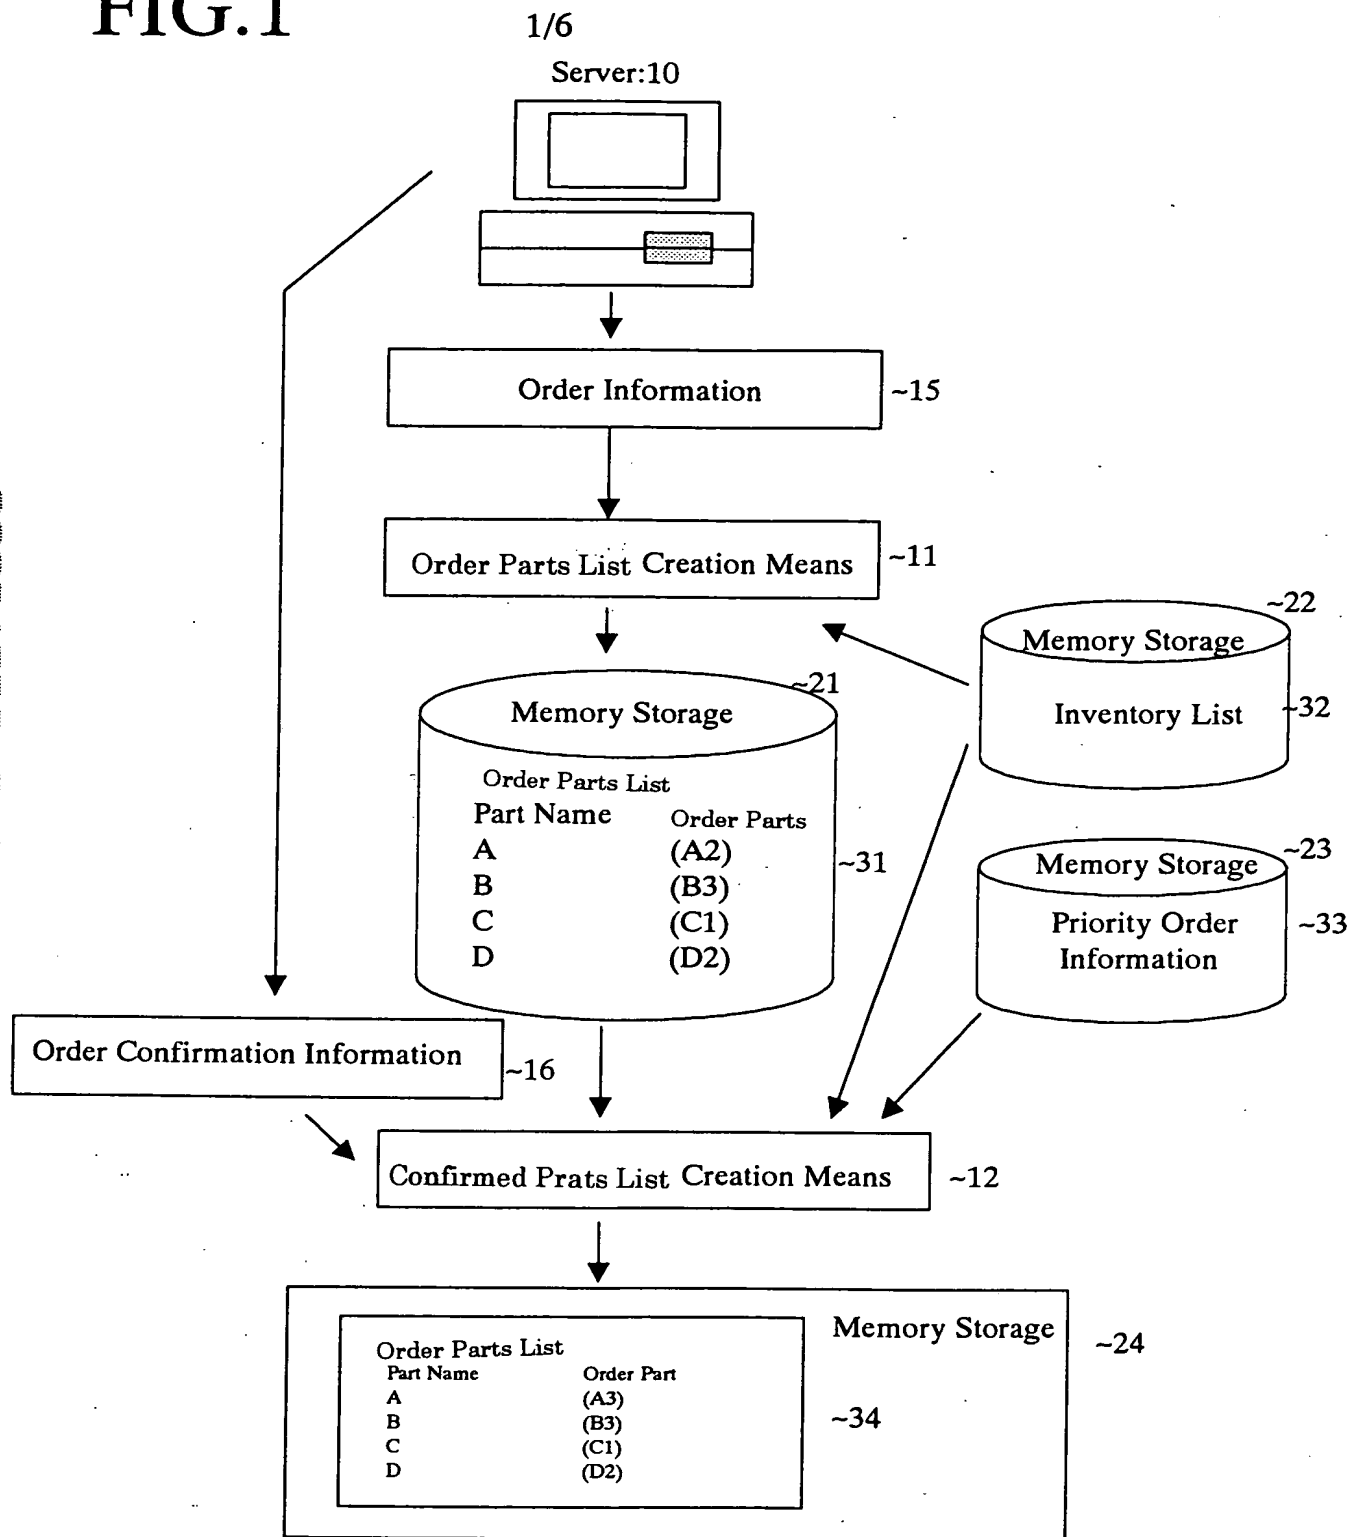 FIG.1
1/6
Server:10
Order Information
~15
Order Parts List Creation Means
~11
~22
Memory Storage
Inventory List
~32
~21
Memory Storage
Order Parts List
Part Name Order Parts
A (A2)
B (B3)
C (C1)
D (D2)
~31
~23
Memory Storage
Priority Order
Information
~33
Order Confirmation Information
~16
Confirmed Prats List Creation Means
~12
Memory Storage
~24
Order Parts List
Part Name Order Part
A (A3)
B (B3)
C (C1)
D (D2)
~34